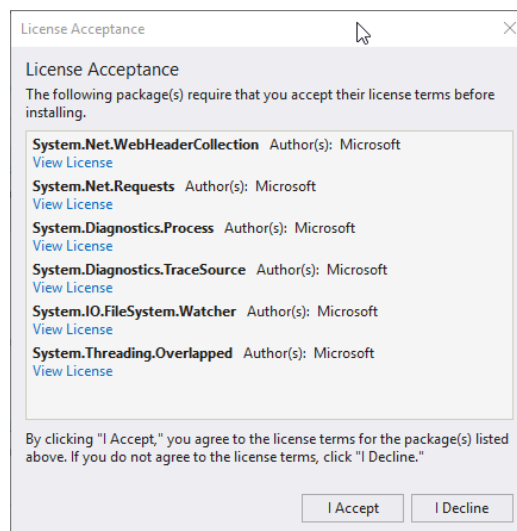 License Acceptance
License Acceptance
The following package(s) require that you accept their license terms before
installing.
System.Net.WebHeaderCollection Author(s): Microsoft
View License
System.Net.Requests Author(s): Microsoft
View License
System.Diagnostics.Process Author(s): Microsoft
View License
System.Diagnostics.TraceSource Author(s): Microsoft
View License
System.IO.FileSystem.Watcher Author(s): Microsoft
View License
System.Threading.Overlapped Author(s): Microsoft
View License
By clicking "I Accept," you agree to the license terms for the package(s) listed
above. If you do not agree to the license terms, click "I Decline."
I Accept I Decline